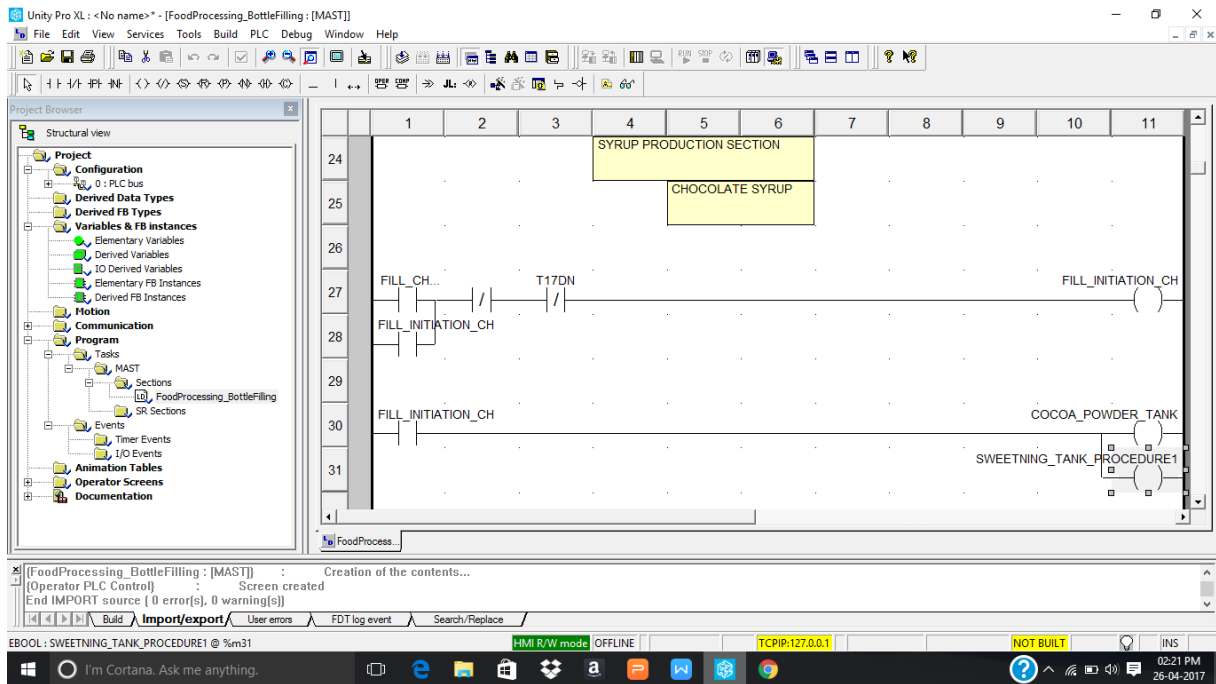 Unity Pro XL : <No name>* - [FoodProcessing_BottleFilling : [MAST]]
File Edit View Services Tools Build PLC Debug Window Help
Project Browser
Structural view
Project
Configuration
0 : PLC bus
Derived Data Types
Derived FB Types
Variables & FB instances
Elementary Variables
Derived Variables
IO Derived Variables
Elementary FB Instances
Derived FB Instances
Motion
Communication
Program
Tasks
MAST
Sections
FoodProcessing_BottleFilling
SR Sections
Events
Timer Events
I/O Events
Animation Tables
Operator Screens
Documentation
1 2 3 4 5 6 7 8 9 10 11
24 SYRUP PRODUCTION SECTION
25 CHOCOLATE SYRUP
26
27 FILL_CH... T17DN FILL_INITIATION_CH
28 FILL_INITIATION_CH
29
30 FILL_INITIATION_CH COCOA_POWDER_TANK
31 SWEETNING_TANK_PROCEDURE1
FoodProcess...
{FoodProcessing_BottleFilling : [MAST]} : Creation of the contents...
{Operator PLC Control} : Screen created
End IMPORT source ( 0 error(s), 0 warning(s))
Build Import/export User errors FDT log event Search/Replace
EBOOL : SWEETNING_TANK_PROCEDURE1 @ %m31 HMI R/W mode OFFLINE TCPIP:127.0.0.1 NOT BUILT INS
I'm Cortana. Ask me anything.
02:21 PM
26-04-2017